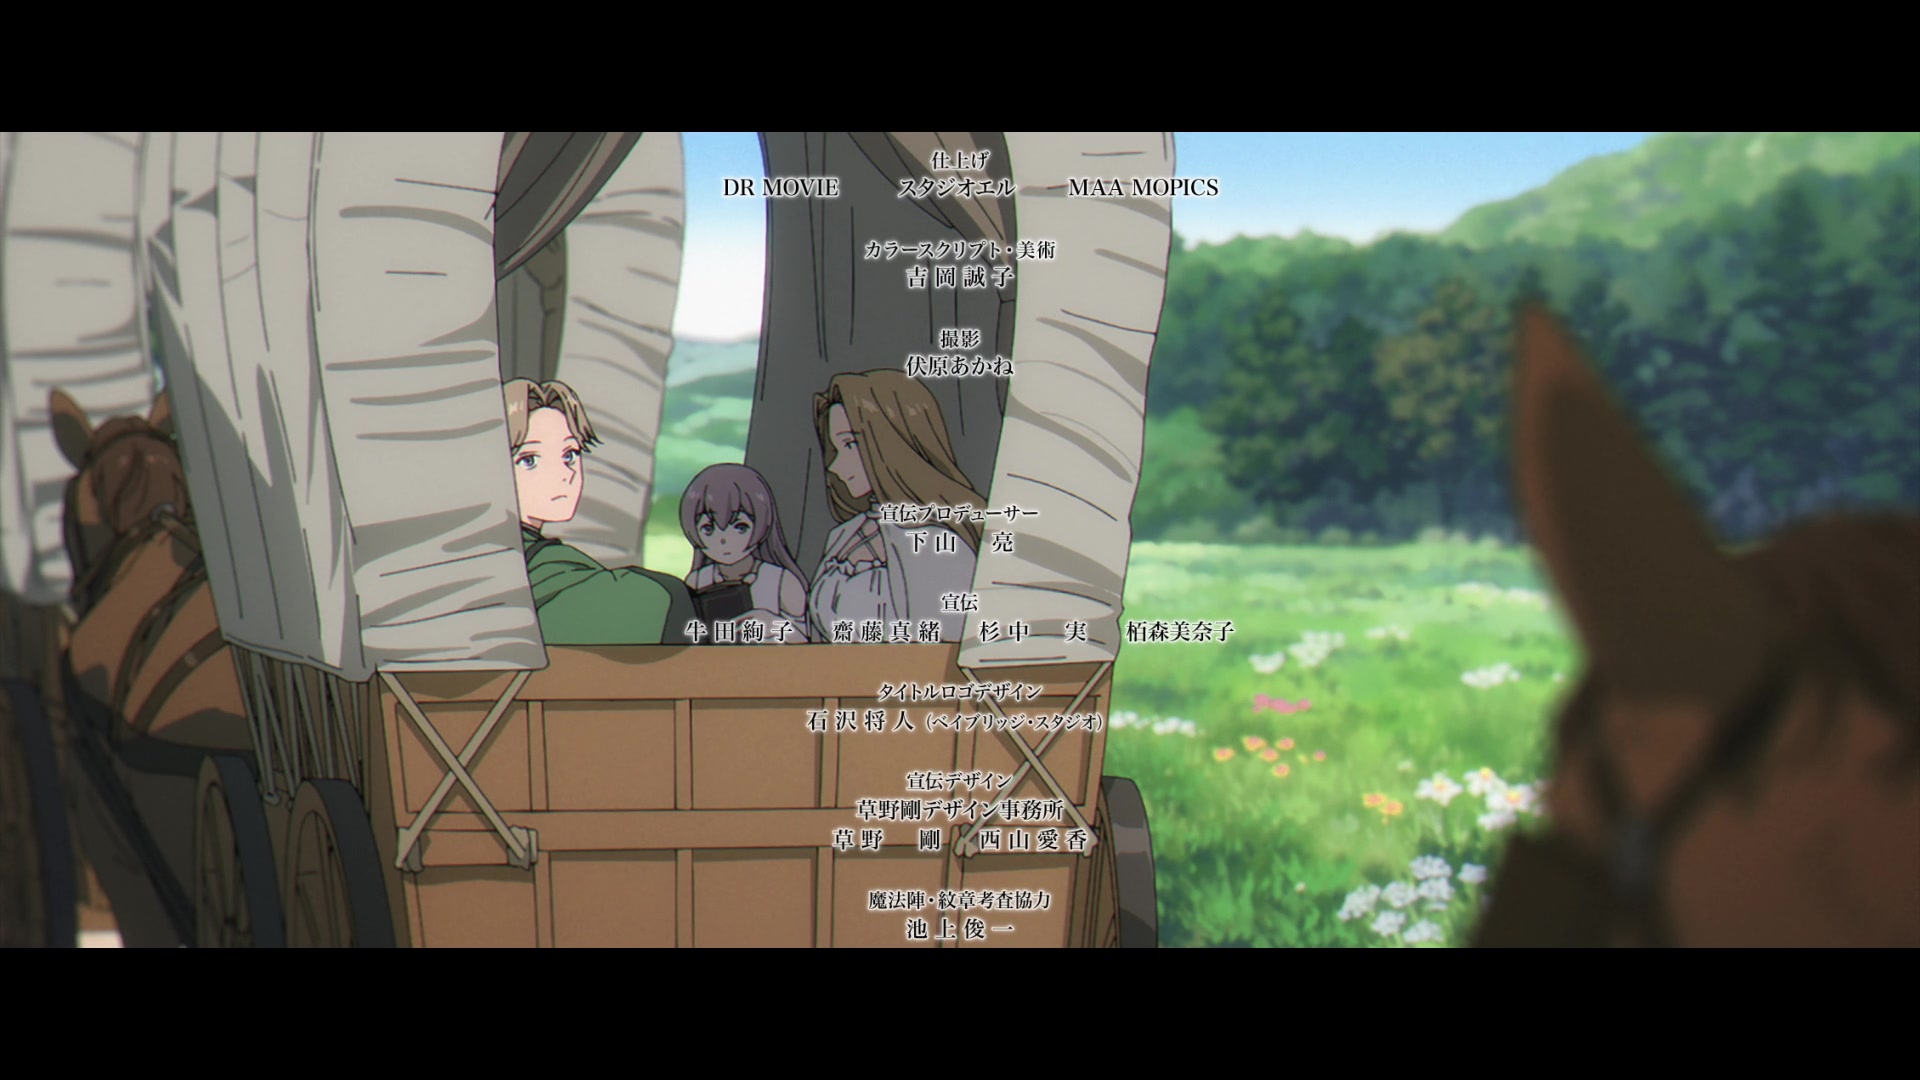 仕上げ
DR MOVIE　スタジオエル　MAA MOPICS
カラースクリプト・美術
吉岡誠子
撮影
伏原あかね
宣伝プロデューサー
下山　亮
宣伝
牛田絢子　齋藤真緒　杉中　実　栢森美奈子
タイトルロゴデザイン
石沢将人（ベイブリッジ・スタジオ）
宣伝デザイン
草野剛デザイン事務所
草野　剛　西山愛香
魔法陣・紋章考査協力
池上俊一